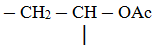 – CH₂ – CH – OAc
|